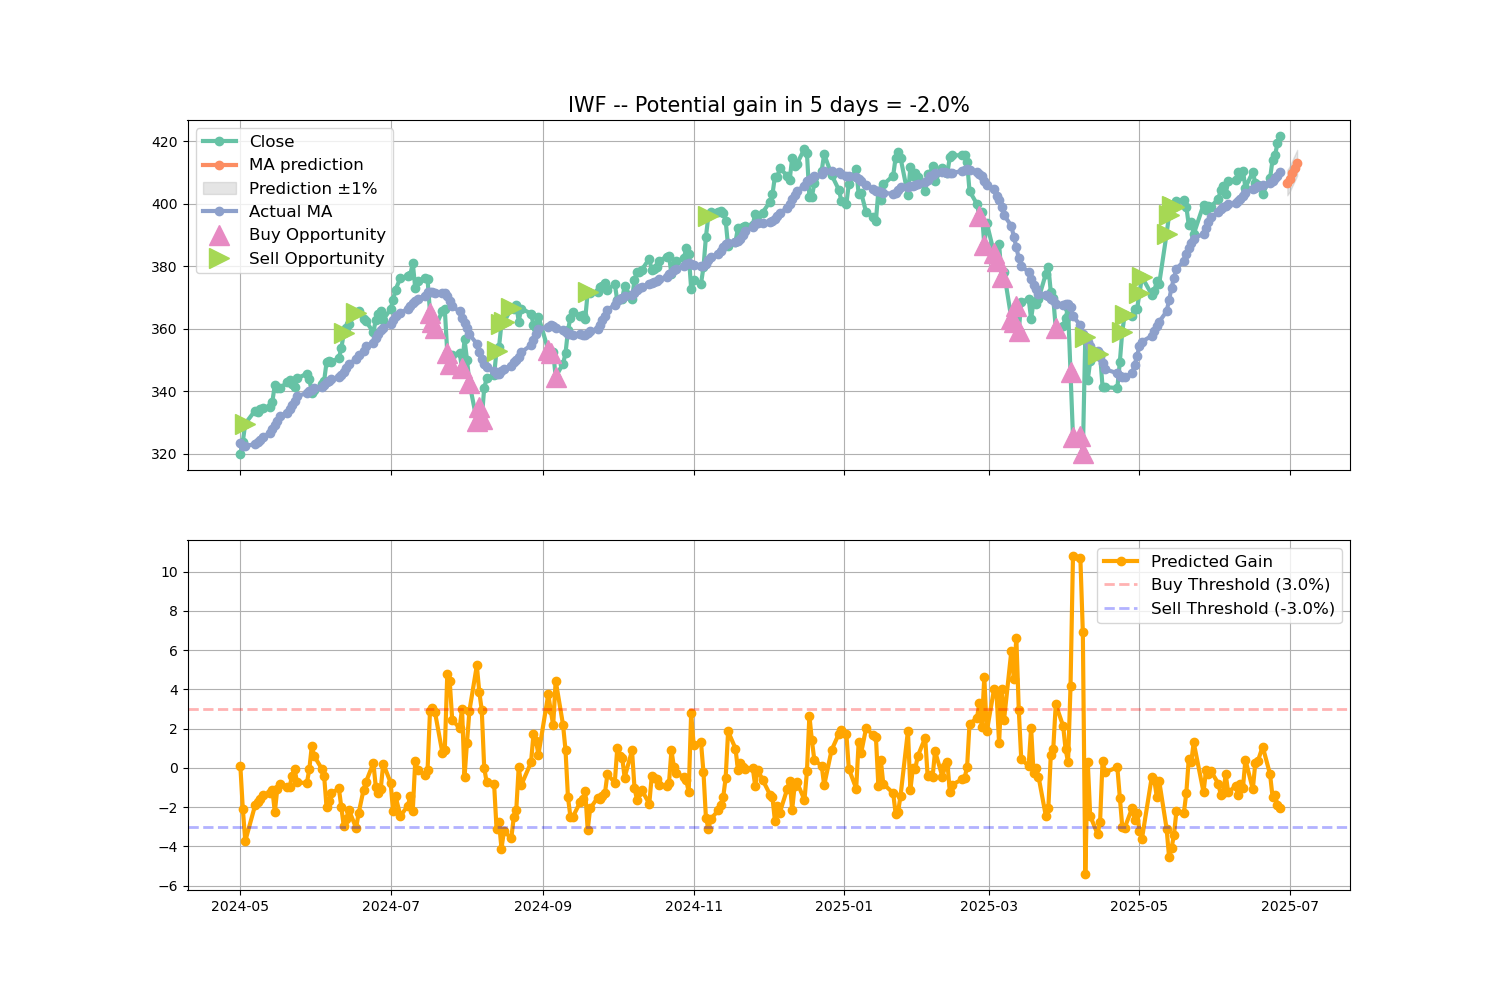 IWF -- Potential gain in 5 days = -2.0%
420
400
380
360
340
320
Close
MA prediction
Prediction ±1%
Actual MA
Buy Opportunity
Sell Opportunity
10
8
6
4
2
0
−2
−4
−6
Predicted Gain
Buy Threshold (3.0%)
Sell Threshold (-3.0%)
2024-05
2024-07
2024-09
2024-11
2025-01
2025-03
2025-05
2025-07